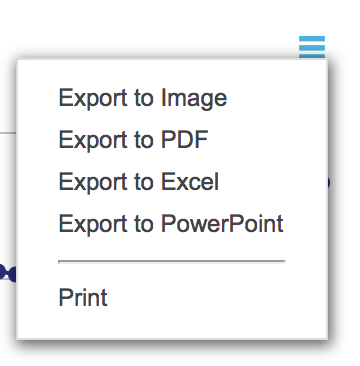 Export to Image
Export to PDF
Export to Excel
Export to PowerPoint
Print